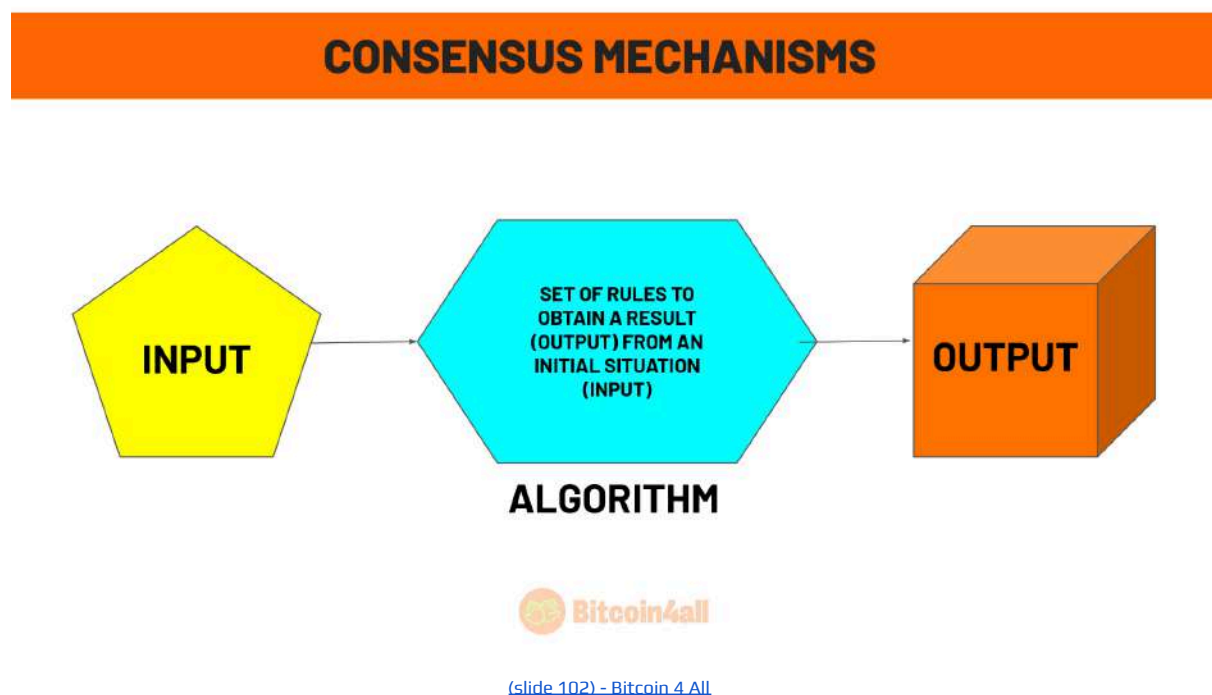 CONSENSUS MECHANISMS
INPUT
SET OF RULES TO
OBTAIN A RESULT
(OUTPUT) FROM AN
INITIAL SITUATION
(INPUT)
OUTPUT
ALGORITHM
Bitcoin4all
(slide 102) - Bitcoin 4 All